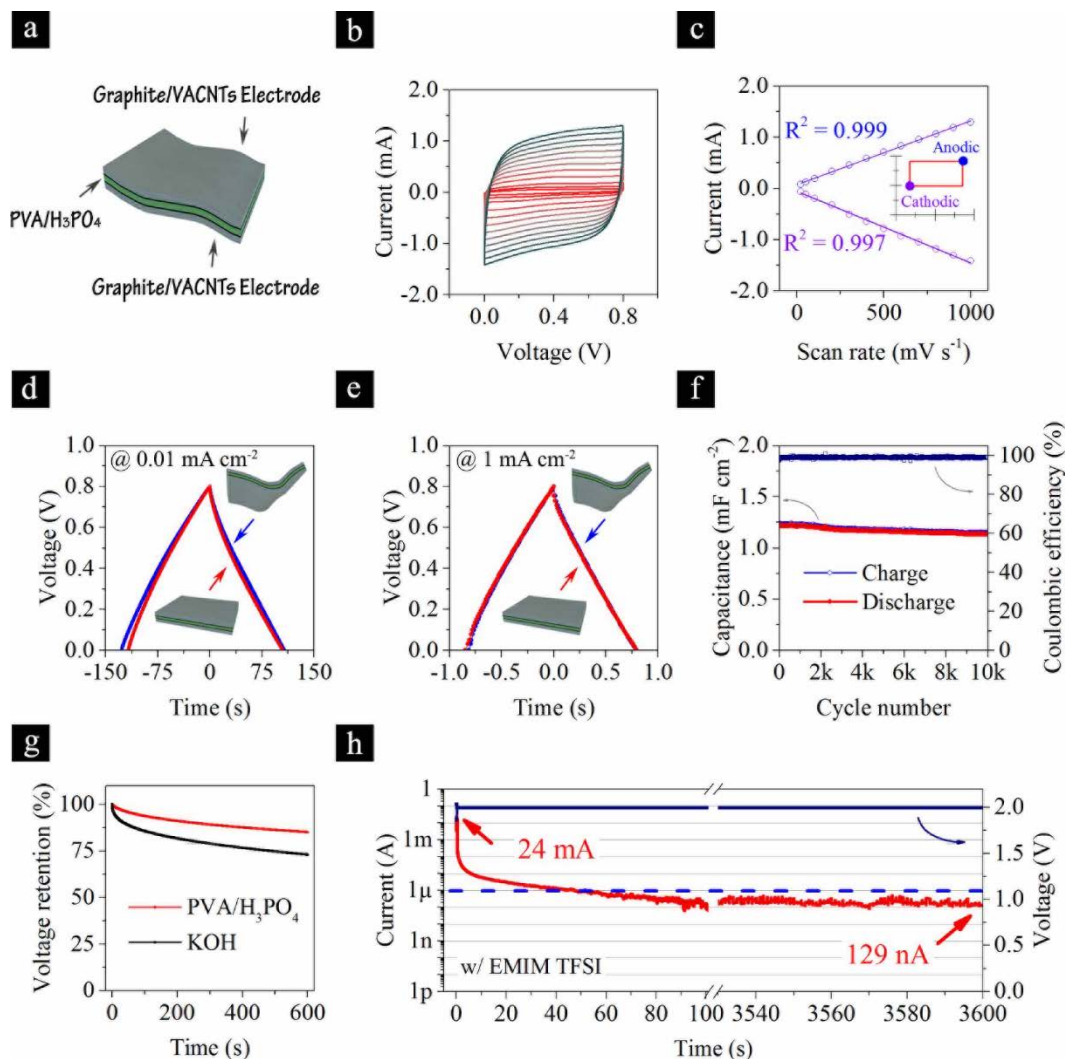 a
Graphite/VACNTs Electrode
PVA/H₃PO₄
Graphite/VACNTs Electrode
b
2.0
1.0
0.0
-1.0
-2.0
Current (mA)
0.0 0.4 0.8
Voltage (V)
c
2.0
1.0
0.0
1.0
2.0
Current (mA)
R² = 0.999
Anodic
Cathodic
R² = 0.997
0 500 1000
Scan rate (mV s⁻¹)
d
1.0
0.8
0.6
0.4
0.2
0.0
Voltage (V)
@ 0.01 mA cm⁻²
-150 -75 0 75 150
Time (s)
e
1.0
0.8
0.6
0.4
0.2
0.0
Voltage (V)
@ 1 mA cm⁻²
-1.0 -0.5 0.0 0.5 1.0
Time (s)
f
2.0
1.5
1.0
0.5
0.0
Capacitance (mF cm⁻²)
Charge
Discharge
100
80
60
40
20
0
Coulombic efficiency (%)
0 2k 4k 6k 8k 10k
Cycle number
g
100
75
50
25
0
Voltage retention (%)
PVA/H₃PO₄
KOH
0 200 400 600
Time (s)
h
1
1m
1μ
1n
1p
Current (A)
24 mA
129 nA
w/ EMIM TFSI
2.0
1.5
1.0
0.5
0.0
Voltage (V)
0 20 40 60 80 100 3540 3560 3580 3600
Time (s)